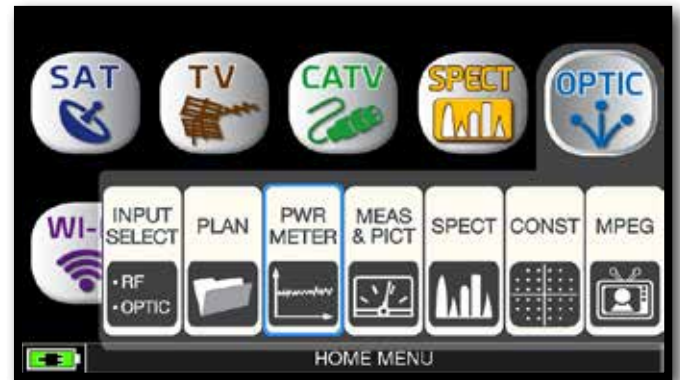 SAT
TV
CATV
SPECT
OPTIC
WI-
INPUT
SELECT
• RF
• OPTIC
PLAN
PWR
METER
MEAS
& PICT
SPECT
CONST
MPEG
HOME MENU